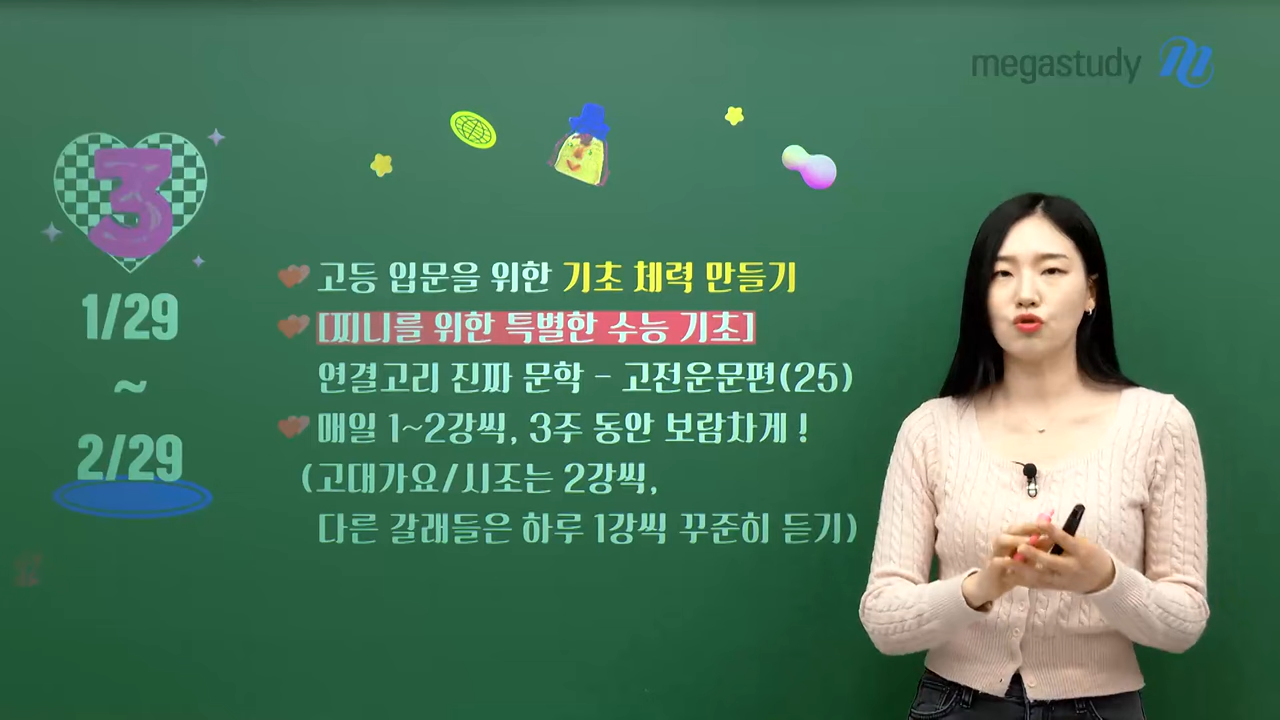 megastudy
3
1/29
~
2/29
고등 입문을 위한 기초 체력 만들기
[찌니를 위한 특별한 수능 기초]
연결고리 진짜 문학 - 고전운문편(25)
매일 1~2강씩, 3주 동안 보람차게 !
(고대가요/시조는 2강씩,
다른 갈래들은 하루 1강씩 꾸준히 듣기)